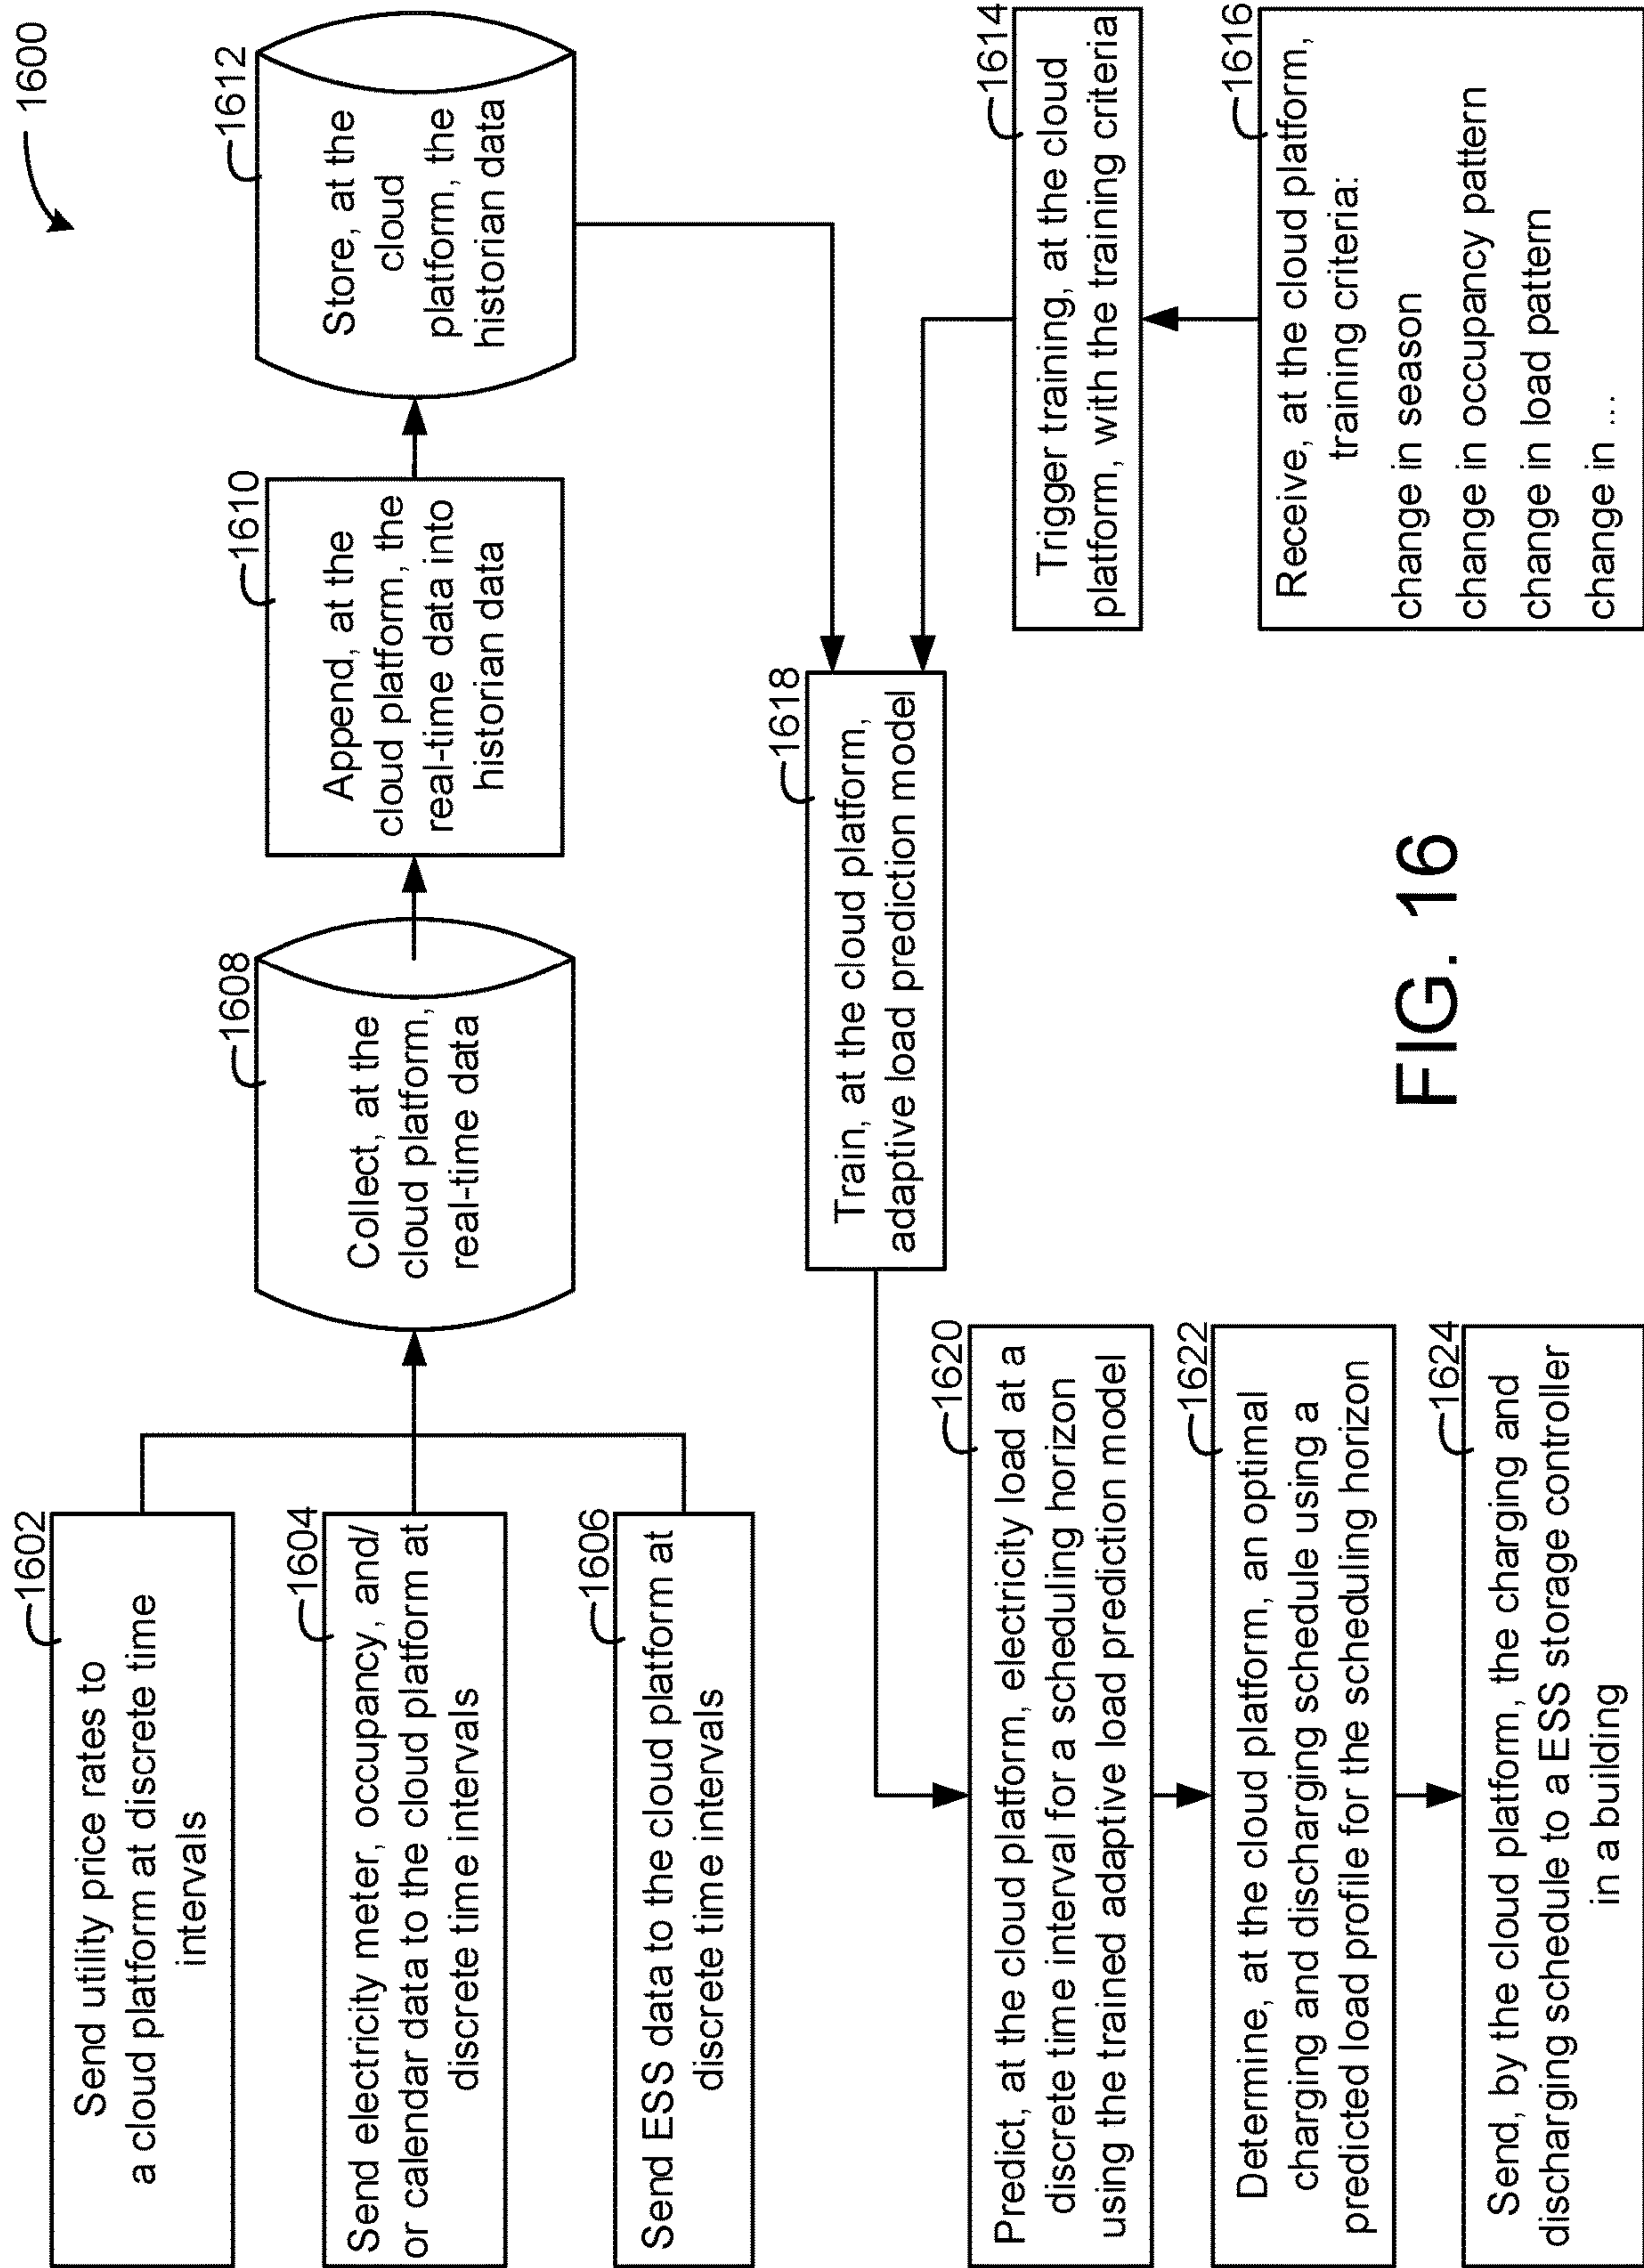 1600
1602
Send utility price rates to
a cloud platform at discrete time
intervals
1604
Send electricity meter, occupancy, and/
or calendar data to the cloud platform at
discrete time intervals
1606
Send ESS data to the cloud platform at
discrete time intervals
1608
Collect, at the
cloud platform,
real-time data
1610
Append, at the
cloud platform, the
real-time data into
historian data
1612
Store, at the
cloud
platform, the
historian data
1614
Trigger training, at the cloud
platform, with the training criteria
1616
Receive, at the cloud platform,
training criteria:
change in season
change in occupancy pattern
change in load pattern
change in ...
1618
Train, at the cloud platform,
adaptive load prediction model
1620
Predict, at the cloud platform, electricity load at a
discrete time interval for a scheduling horizon
using the trained adaptive load prediction model
1622
Determine, at the cloud platform, an optimal
charging and discharging schedule using a
predicted load profile for the scheduling horizon
1624
Send, by the cloud platform, the charging and
discharging schedule to a ESS storage controller
in a building
FIG. 16